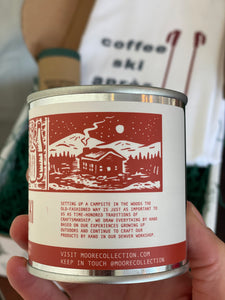 coffee
ski
après
KI
SETTING UP A CAMPSITE IN THE WOODS THE
OLD-FASHIONED WAY IS JUST AS IMPORTANT TO
US AS TIME-HONORED TRADITIONS OF
CRAFTSMANSHIP. WE DRAW EVERYTHING BY HAND
BASED ON OUR EXPERIENCES GROWING UP
OUTDOORS AND CONTINUE TO CRAFT OUR
PRODUCTS BY HAND IN OUR DENVER WORKSHOP.
VISIT MOORECOLLECTION.COM
KEEP IN TOUCH @MOORECOLLECTION